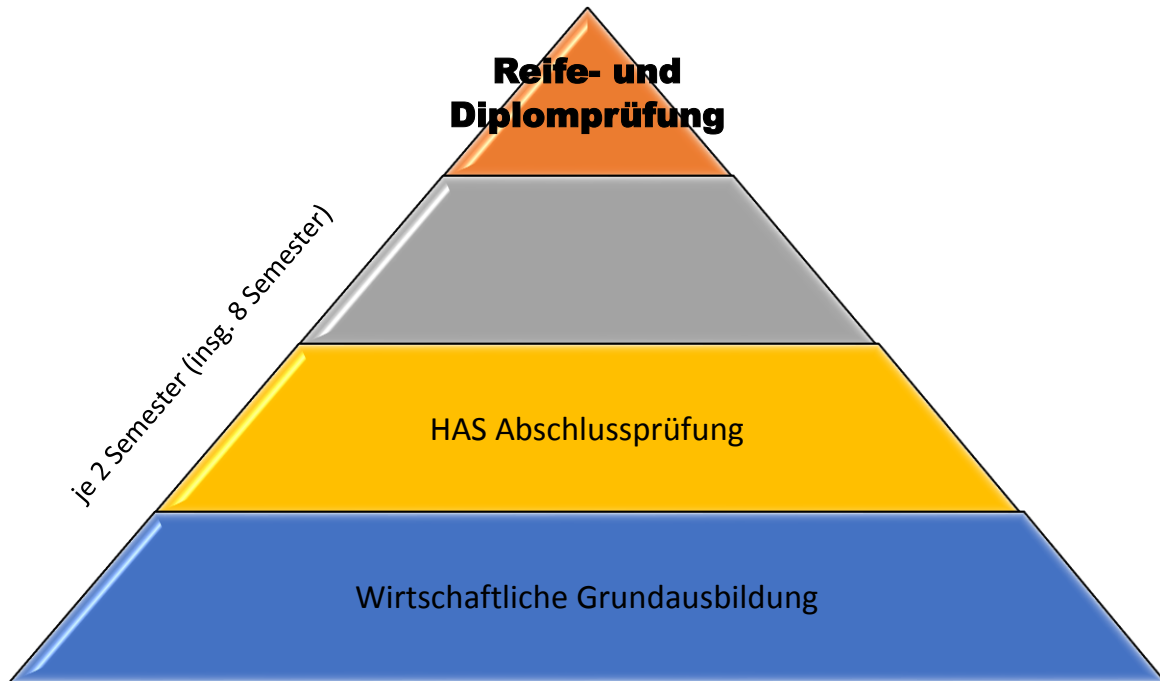 Reife- und
Diplomprüfung
je 2 Semester (insg. 8 Semester)
HAS Abschlussprüfung
Wirtschaftliche Grundausbildung